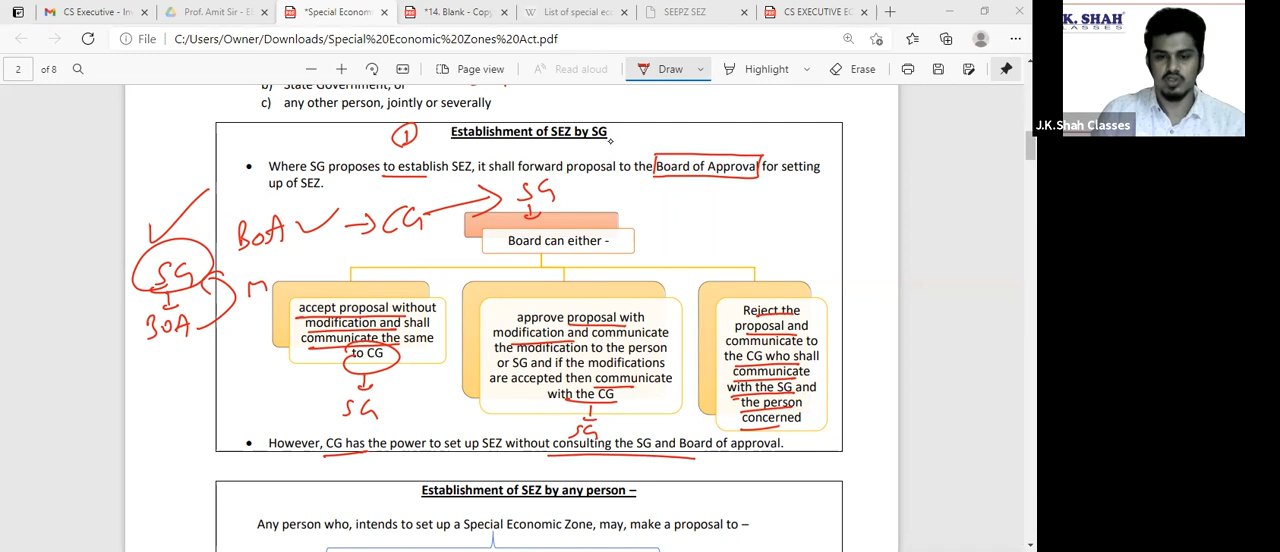 CS Executive - Inv
Prof. Amit Sir - El
*Special Econom
*14. Blank - Copy
List of special eco
SEEPZ SEZ
CS EXECUTIVE EC
File
C:/Users/Owner/Downloads/Special%20Economic%20Zones%20Act.pdf
2 of 8
Page view
Read aloud
Draw
Highlight
Erase
K. SHAH
CLASSES
J.K.Shah Classes
b) State Government; or
c) any other person, jointly or severally
1
Establishment of SEZ by SG
• Where SG proposes to establish SEZ, it shall forward proposal to the Board of Approval for setting
up of SEZ.
SG
BOA → CG
Board can either -
SG
BOA
M
accept proposal without
modification and shall
communicate the same
to CG
SG
approve proposal with
modification and communicate
the modification to the person
or SG and if the modifications
are accepted then communicate
with the CG
SG
Reject the
proposal and
communicate to
the CG who shall
communicate
with the SG and
the person
concerned
• However, CG has the power to set up SEZ without consulting the SG and Board of approval.
Establishment of SEZ by any person –
Any person who, intends to set up a Special Economic Zone, may, make a proposal to –